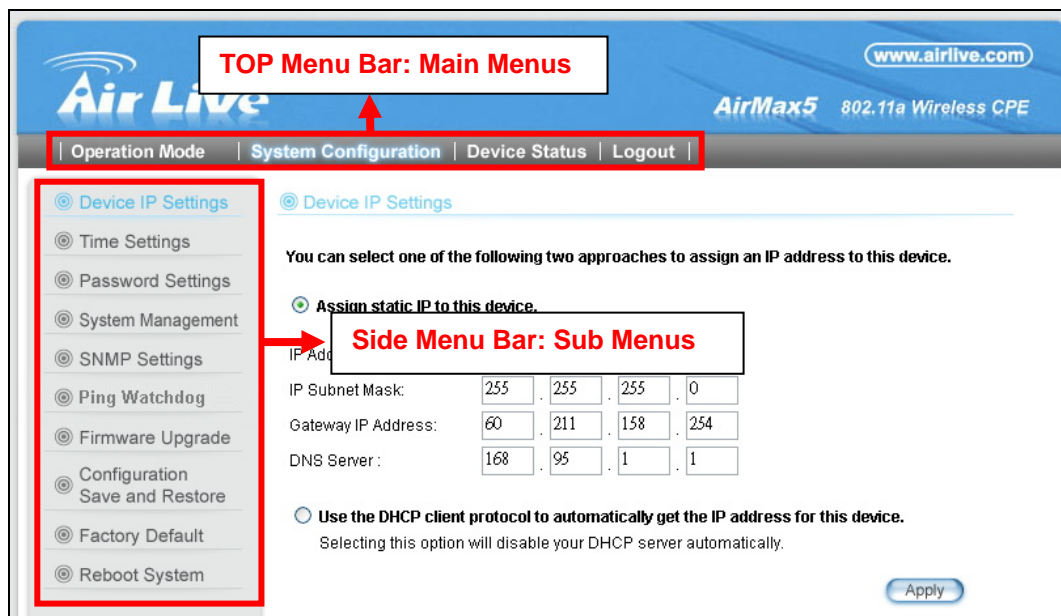 TOP Menu Bar: Main Menus
www.airlive.com
Air Live
AirMax5 802.11a Wireless CPE
| Operation Mode | System Configuration | Device Status | Logout |
Device IP Settings
Time Settings
Password Settings
System Management
SNMP Settings
Ping Watchdog
Firmware Upgrade
Configuration
Save and Restore
Factory Default
Reboot System
Device IP Settings
You can select one of the following two approaches to assign an IP address to this device.
Assign static IP to this device.
Side Menu Bar: Sub Menus
IP Subnet Mask: 255 . 255 . 255 . 0
Gateway IP Address: 60 . 211 . 158 . 254
DNS Server : 168 . 95 . 1 . 1
Use the DHCP client protocol to automatically get the IP address for this device.
Selecting this option will disable your DHCP server automatically.
Apply